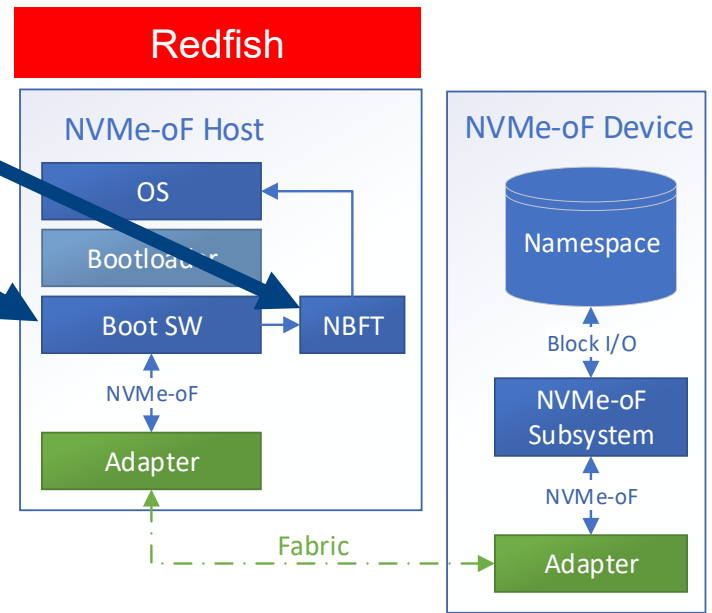 Redfish
NVMe-oF Host
OS
Bootloader
Boot SW
NBFT
NVMe-oF
Adapter
Fabric
NVMe-oF Device
Namespace
Block I/O
NVMe-oF
Subsystem
NVMe-oF
Adapter